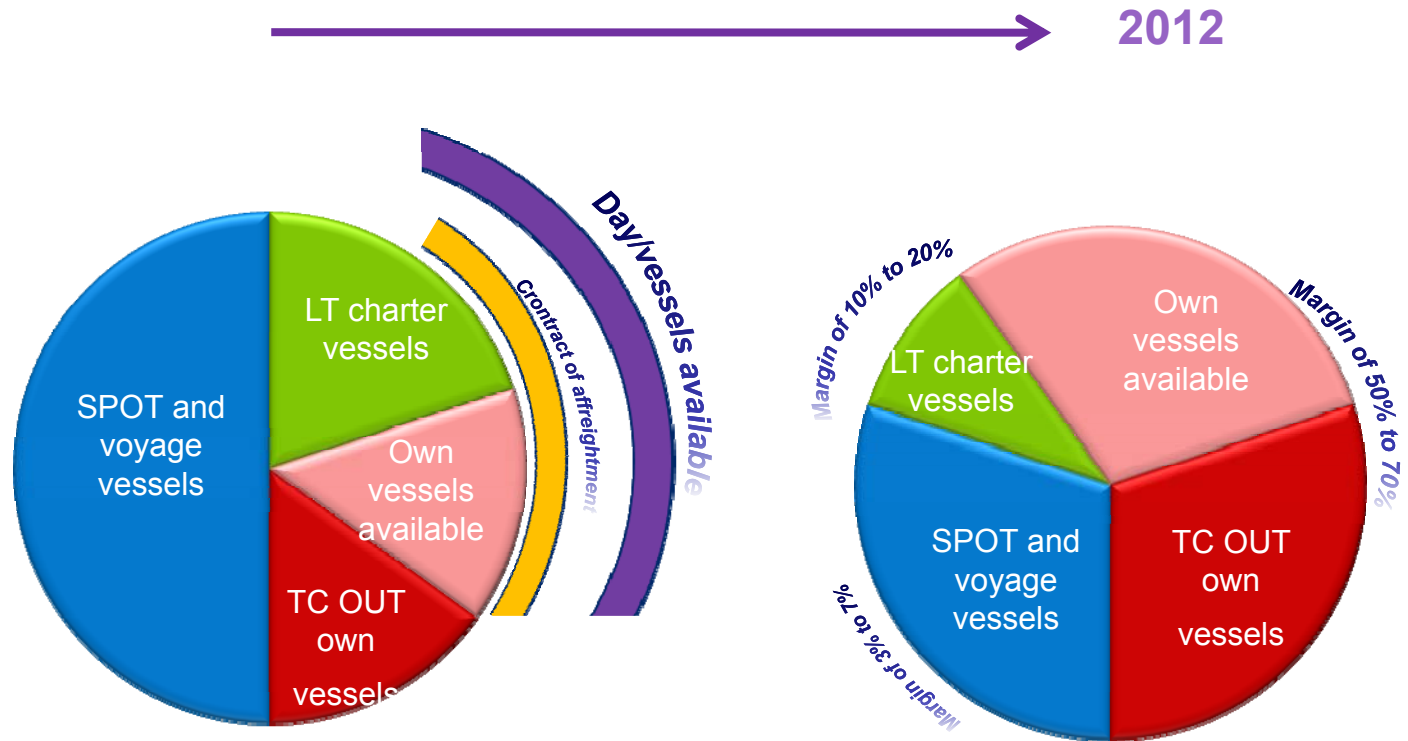 2012
Day/vessels available
Crontract of affreightment
LT charter
vessels
SPOT and
voyage
vessels
Own
vessels
available
TC OUT
own
vessels
Margin of 10% to 20%
Margin of 50% to 70%
Own
vessels
available
LT charter
vessels
SPOT and
voyage
vessels
TC OUT
own
vessels
Margin of 3% to 7%